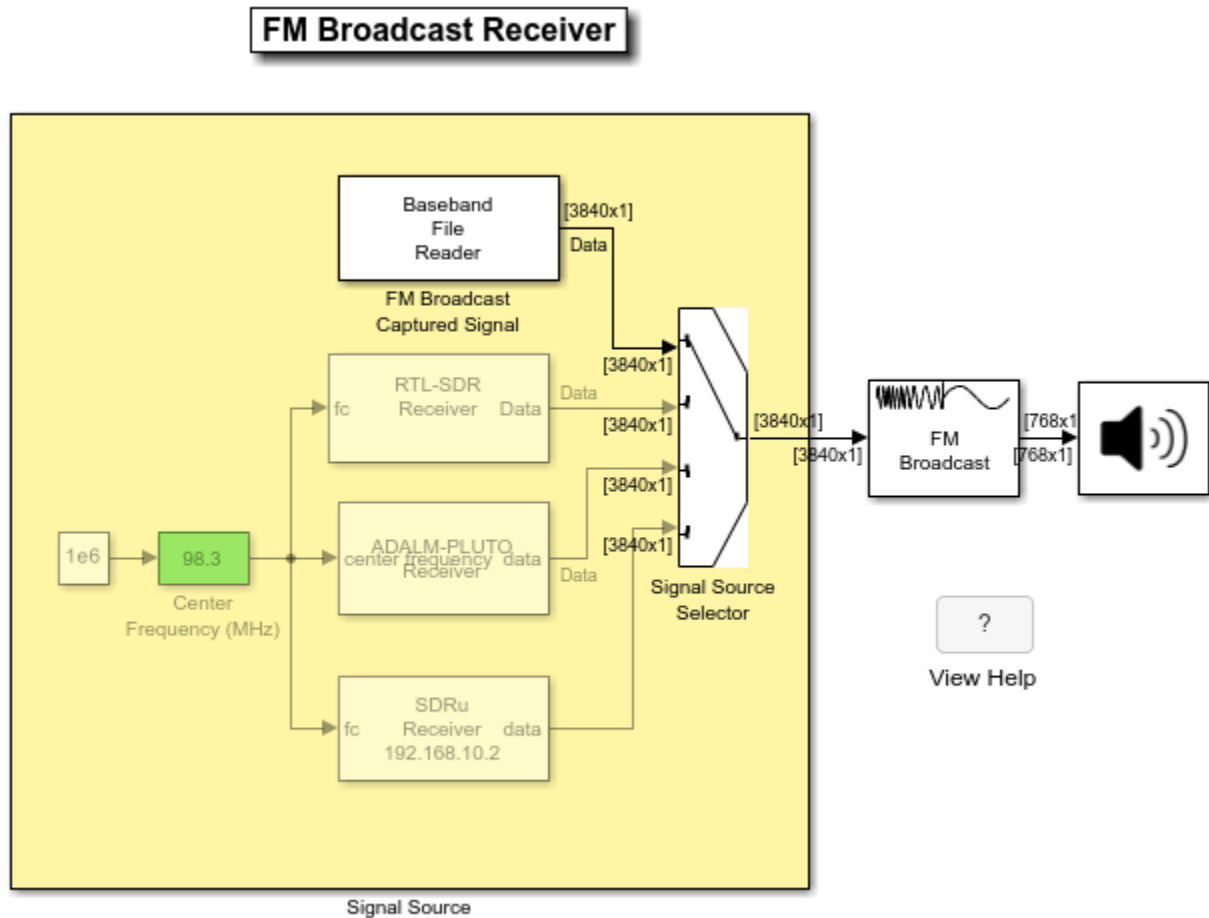 FM Broadcast Receiver
Baseband
File
Reader
[3840x1]
Data
FM Broadcast
Captured Signal
[3840x1]
RTL-SDR
fc Receiver Data
Data
[3840x1]
[3840x1]
ADALM-PLUTO
center frequency data
Receiver
Data
[3840x1]
1e6
98.3
Center
Frequency (MHz)
SDRu
fc Receiver data
192.168.10.2
Signal Source
Selector
[3840x1]
[3840x1]
FM
Broadcast
[768x1
[768x1]
?
View Help
Signal Source